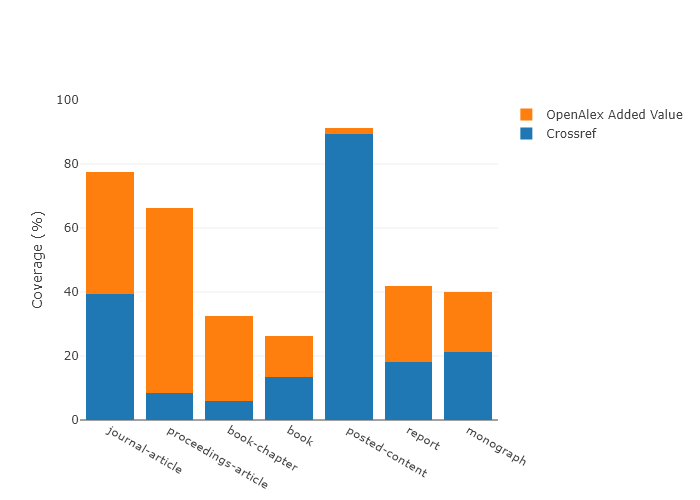 OpenAlex Added Value
Crossref
Coverage (%)
100
80
60
40
20
0
journal-article
proceedings-article
book-chapter
book
posted-content
report
monograph